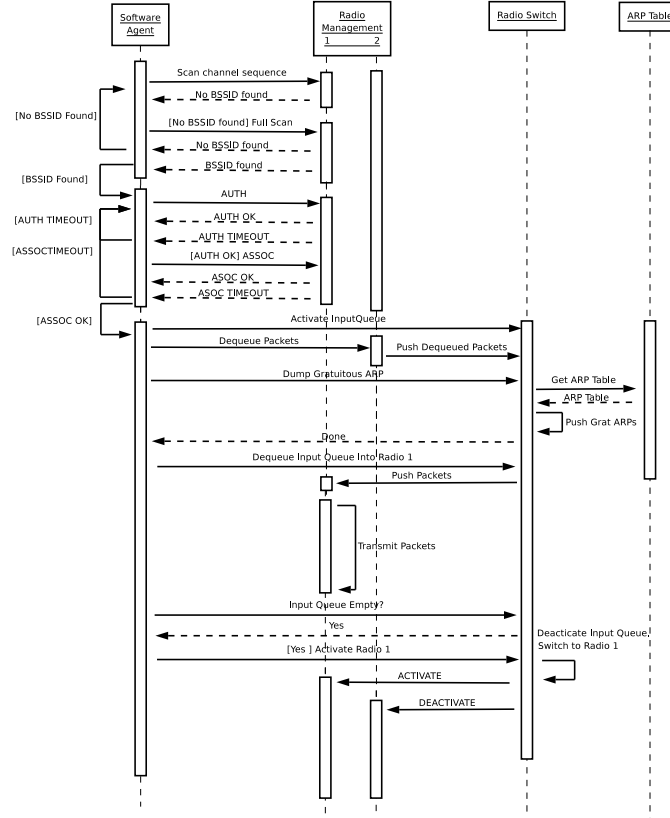 Software
Agent
Radio
Management
1 2
Radio Switch
ARP Table
Scan channel sequence
No BSSID found
[No BSSID Found]
[No BSSID found] Full Scan
No BSSID found
BSSID found
[BSSID Found]
AUTH
[AUTH TIMEOUT]
AUTH OK
AUTH TIMEOUT
[ASSOCTIMEOUT]
[AUTH OK] ASSOC
ASOC OK
ASOC TIMEOUT
[ASSOC OK]
Activate InputQueue
Dequeue Packets
Push Dequeued Packets
Dump Gratuitous ARP
Get ARP Table
ARP Table
Push Grat ARPs
Done
Dequeue Input Queue Into Radio 1
Push Packets
Transmit Packets
Input Queue Empty?
Yes
Deacticate Input Queue,
Switch to Radio 1
[Yes ] Activate Radio 1
ACTIVATE
DEACTIVATE